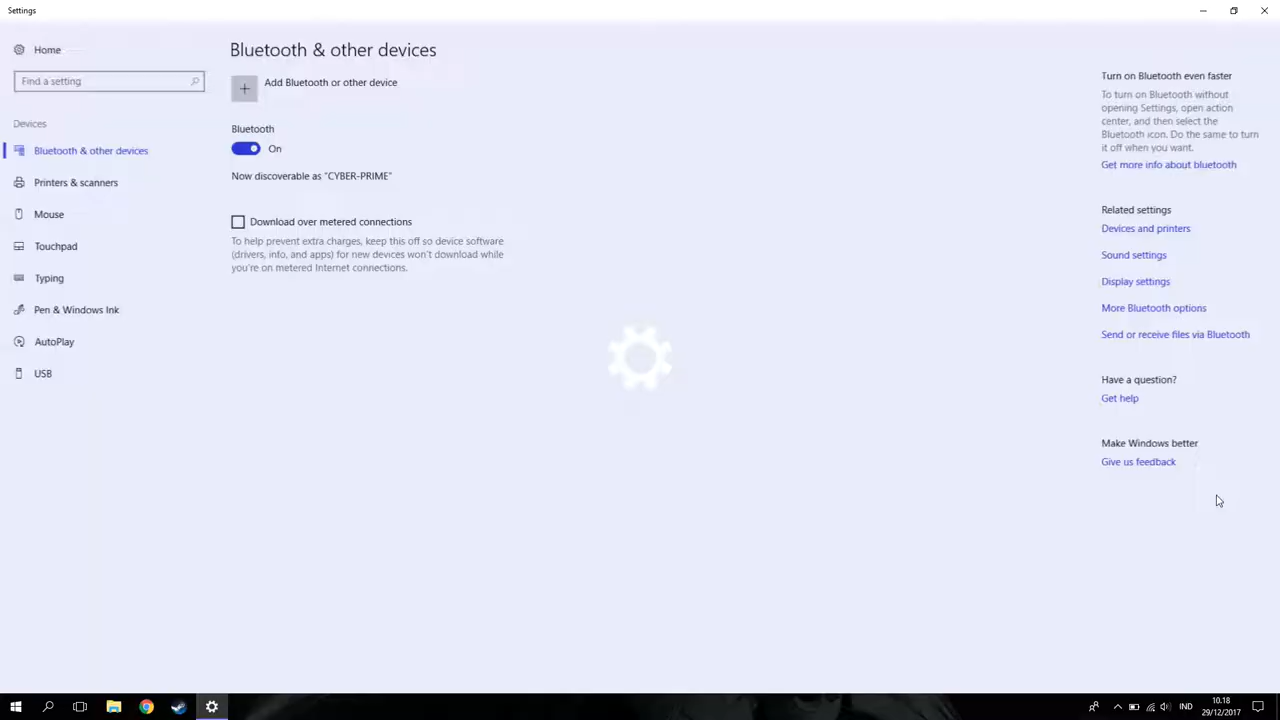 Settings
Home
Find a setting
Devices
Bluetooth & other devices
Printers & scanners
Mouse
Touchpad
Typing
Pen & Windows Ink
AutoPlay
USB
Bluetooth & other devices
Add Bluetooth or other device
Bluetooth
On
Now discoverable as "CYBER-PRIME"
Download over metered connections
To help prevent extra charges, keep this off so device software
(drivers, info, and apps) for new devices won't download while
you're on metered Internet connections.
Turn on Bluetooth even faster
To turn on Bluetooth without
opening Settings, open action
center, and then select the
Bluetooth icon. Do the same to turn
it off when you want.
Get more info about bluetooth
Related settings
Devices and printers
Sound settings
Display settings
More Bluetooth options
Send or receive files via Bluetooth
Have a question?
Get help
Make Windows better
Give us feedback
IND
10.18
29/12/2017